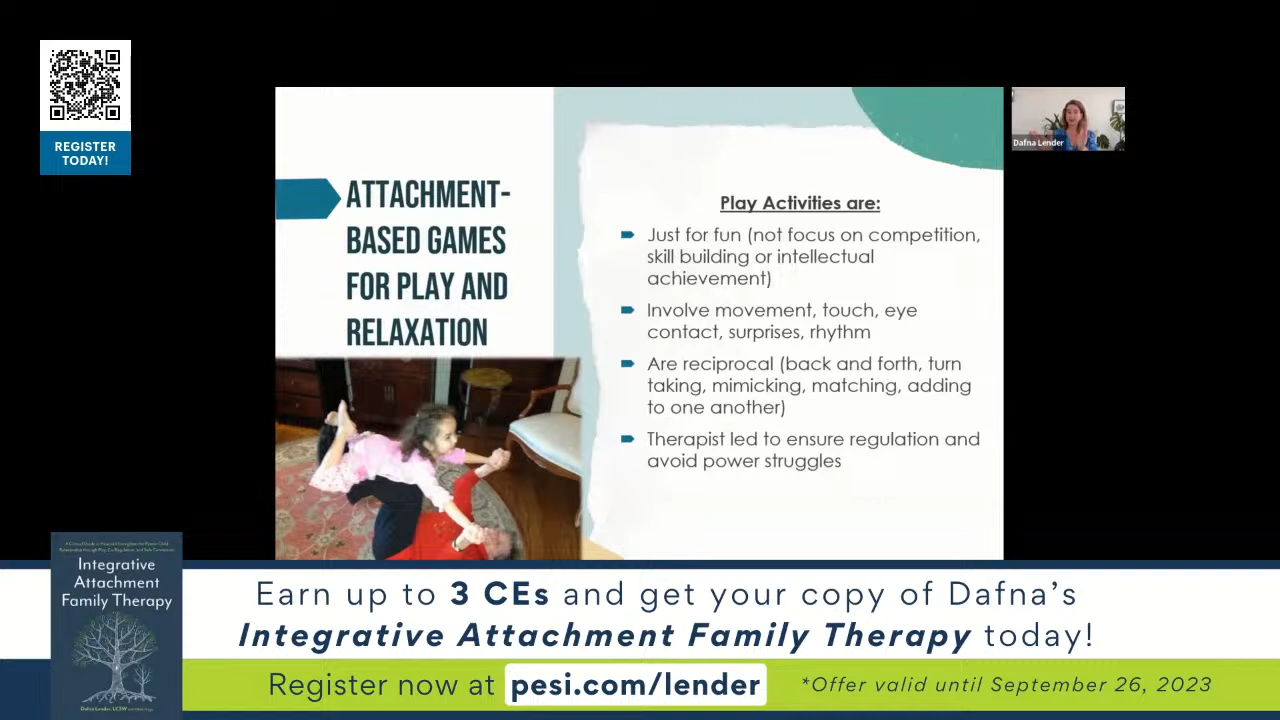 REGISTER
TODAY!
ATTACHMENT-
BASED GAMES
FOR PLAY AND
RELAXATION
Play Activities are:
Just for fun (not focus on competition,
skill building or intellectual
achievement)
Involve movement, touch, eye
contact, surprises, rhythm
Are reciprocal (back and forth, turn
taking, mimicking, matching, adding
to one another)
Therapist led to ensure regulation and
avoid power struggles
Dafna Lender
Integrative
Attachment
Family Therapy
Dafna Lender, LCSW
Earn up to 3 CEs and get your copy of Dafna's
Integrative Attachment Family Therapy today!
Register now at pesi.com/lender
*Offer valid until September 26, 2023